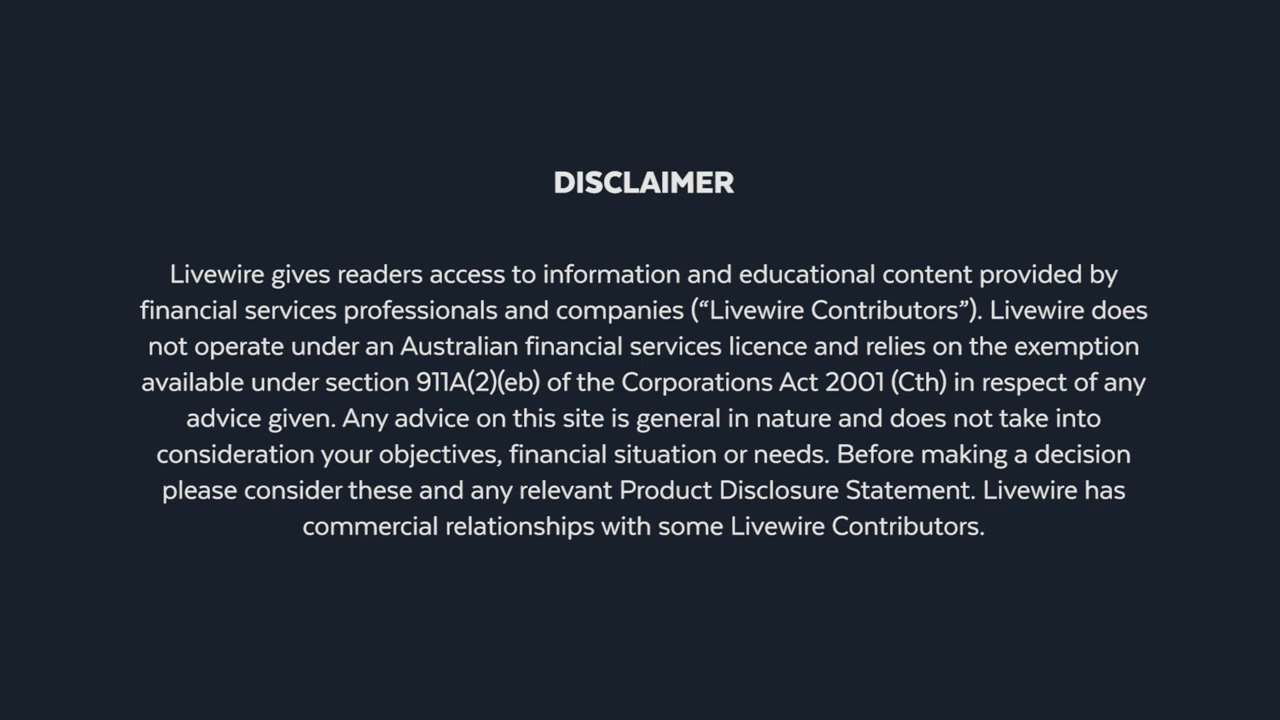 DISCLAIMER
Livewire gives readers access to information and educational content provided by
financial services professionals and companies (“Livewire Contributors”). Livewire does
not operate under an Australian financial services licence and relies on the exemption
available under section 911A(2)(eb) of the Corporations Act 2001 (Cth) in respect of any
advice given. Any advice on this site is general in nature and does not take into
consideration your objectives, financial situation or needs. Before making a decision
please consider these and any relevant Product Disclosure Statement. Livewire has
commercial relationships with some Livewire Contributors.